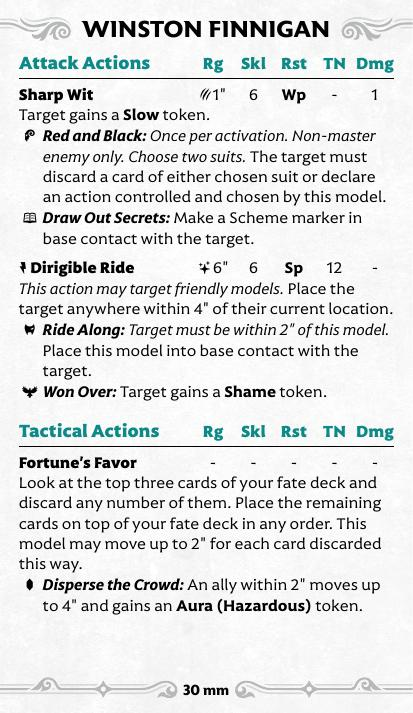 WINSTON FINNIGAN
Attack Actions Rg Skl Rst TN Dmg
Sharp Wit 1" 6 Wp - 1
Target gains a Slow token.
Red and Black: Once per activation. Non-master
enemy only. Choose two suits. The target must
discard a card of either chosen suit or declare
an action controlled and chosen by this model.
Draw Out Secrets: Make a Scheme marker in
base contact with the target.
Dirigible Ride 6" 6 Sp 12 -
This action may target friendly models. Place the
target anywhere within 4" of their current location.
Ride Along: Target must be within 2" of this model.
Place this model into base contact with the
target.
Won Over: Target gains a Shame token.
Tactical Actions Rg Skl Rst TN Dmg
Fortune's Favor - - - - -
Look at the top three cards of your fate deck and
discard any number of them. Place the remaining
cards on top of your fate deck in any order. This
model may move up to 2" for each card discarded
this way.
Disperse the Crowd: An ally within 2" moves up
to 4" and gains an Aura (Hazardous) token.
30 mm